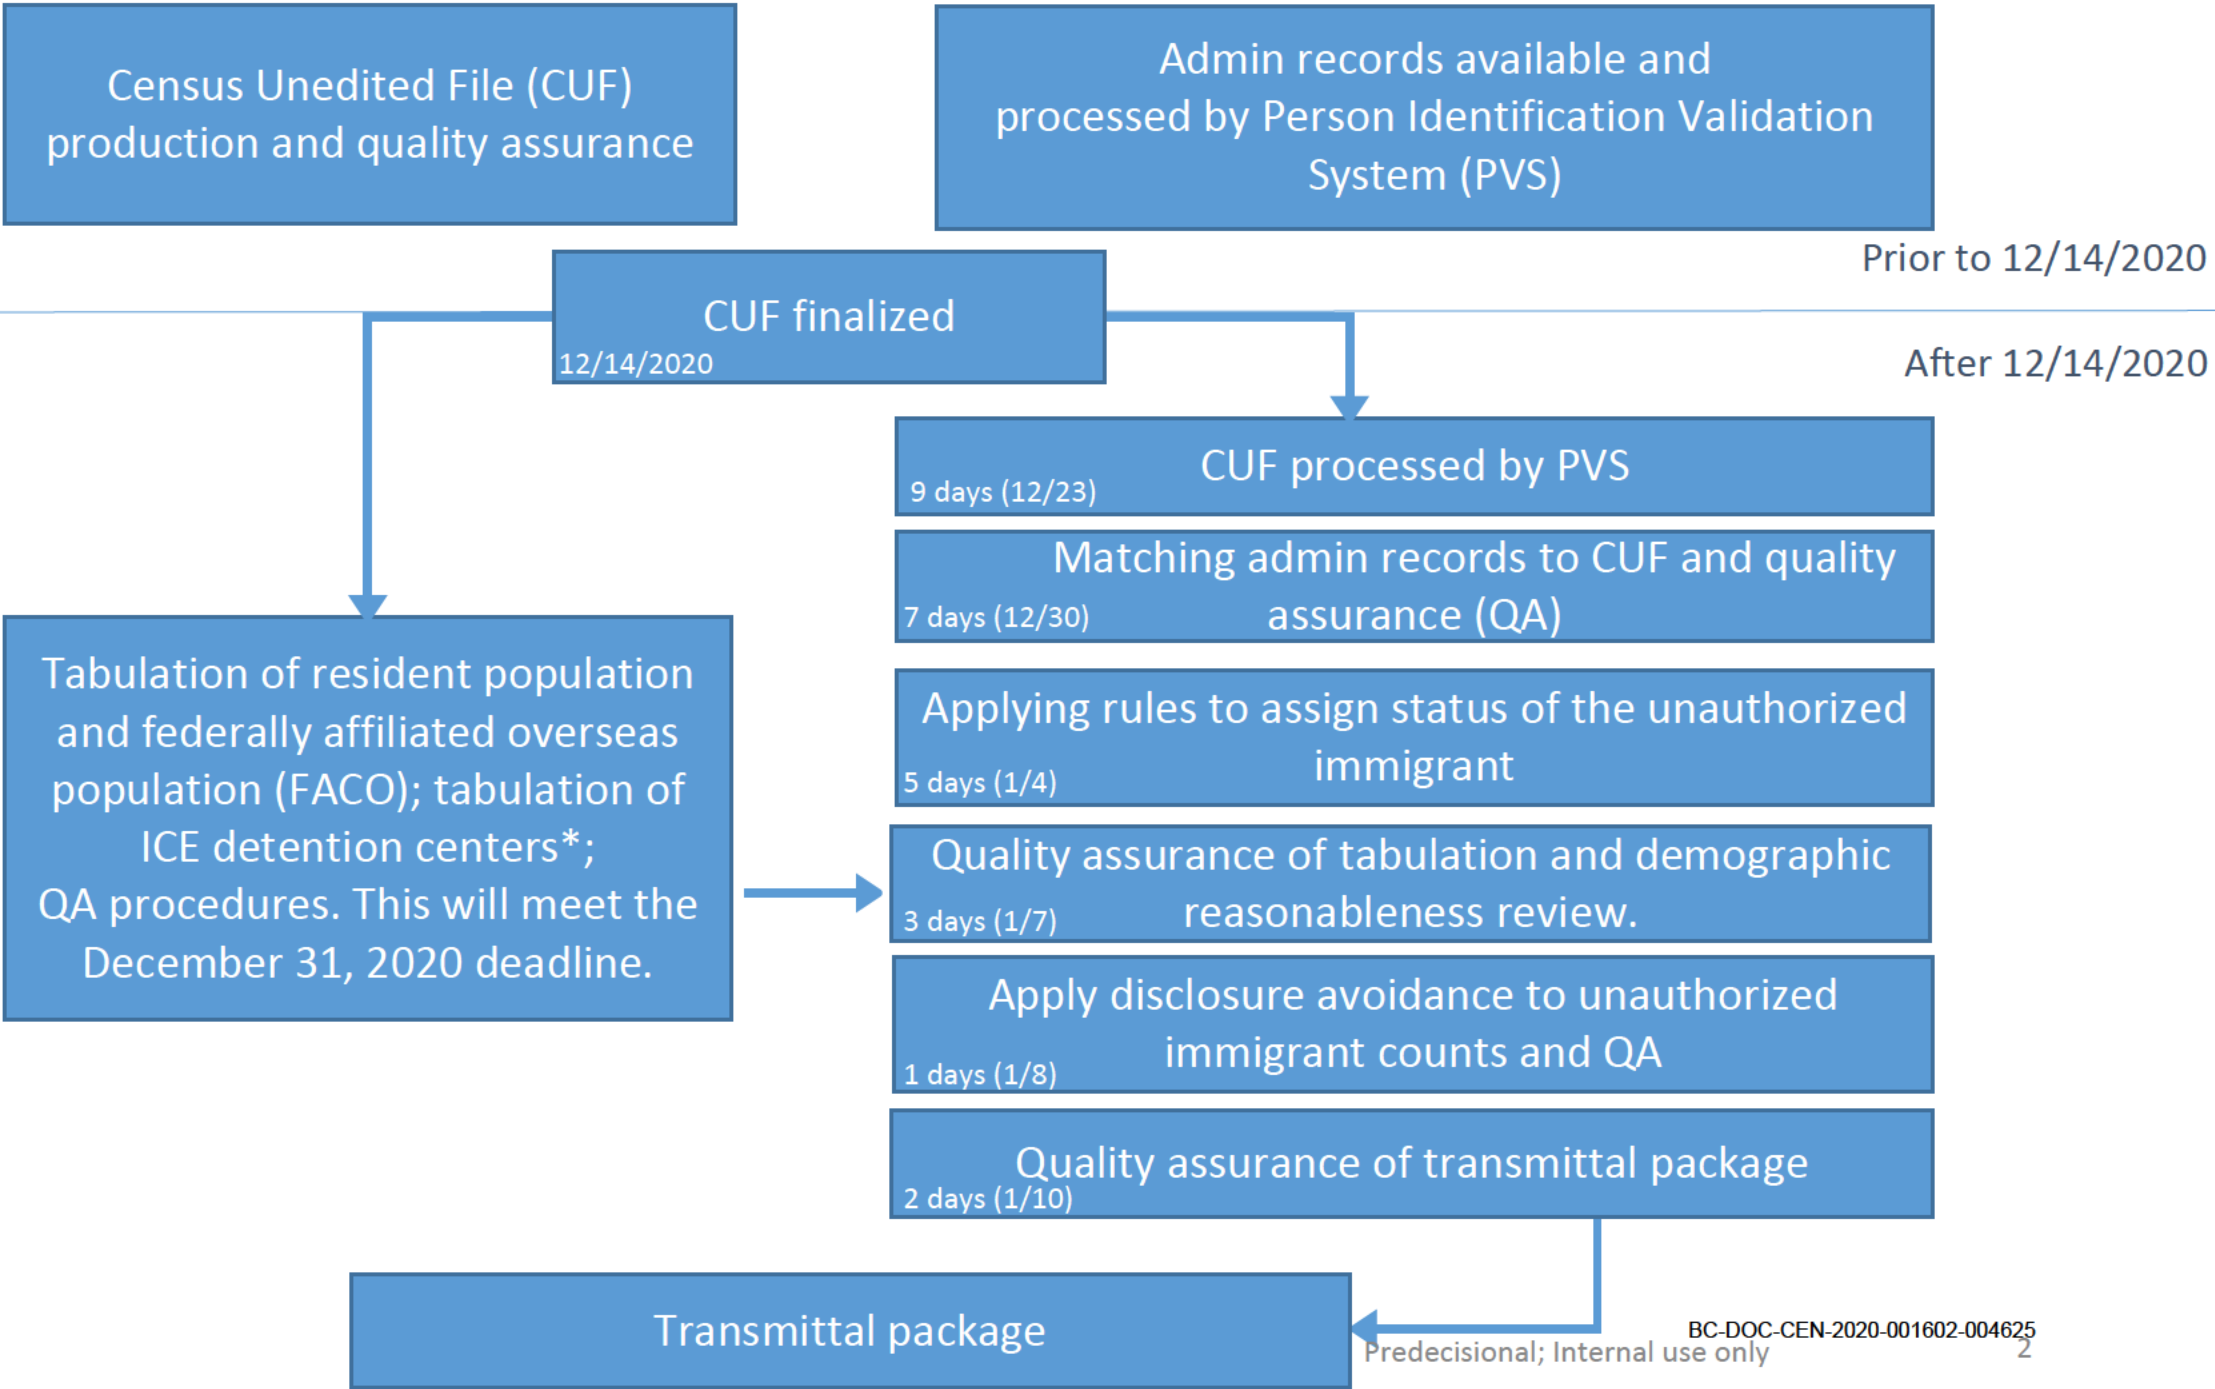 Census Unedited File (CUF)
production and quality assurance
Admin records available and
processed by Person Identification Validation
System (PVS)
Prior to 12/14/2020
CUF finalized
12/14/2020
After 12/14/2020
CUF processed by PVS
9 days (12/23)
Matching admin records to CUF and quality
assurance (QA)
7 days (12/30)
Applying rules to assign status of the unauthorized
immigrant
5 days (1/4)
Tabulation of resident population
and federally affiliated overseas
population (FACO); tabulation of
ICE detention centers*;
QA procedures. This will meet the
December 31, 2020 deadline.
Quality assurance of tabulation and demographic
reasonableness review.
3 days (1/7)
Apply disclosure avoidance to unauthorized
immigrant counts and QA
1 days (1/8)
Quality assurance of transmittal package
2 days (1/10)
Transmittal package
BC-DOC-CEN-2020-001602-004625
Predecisional; Internal use only
2